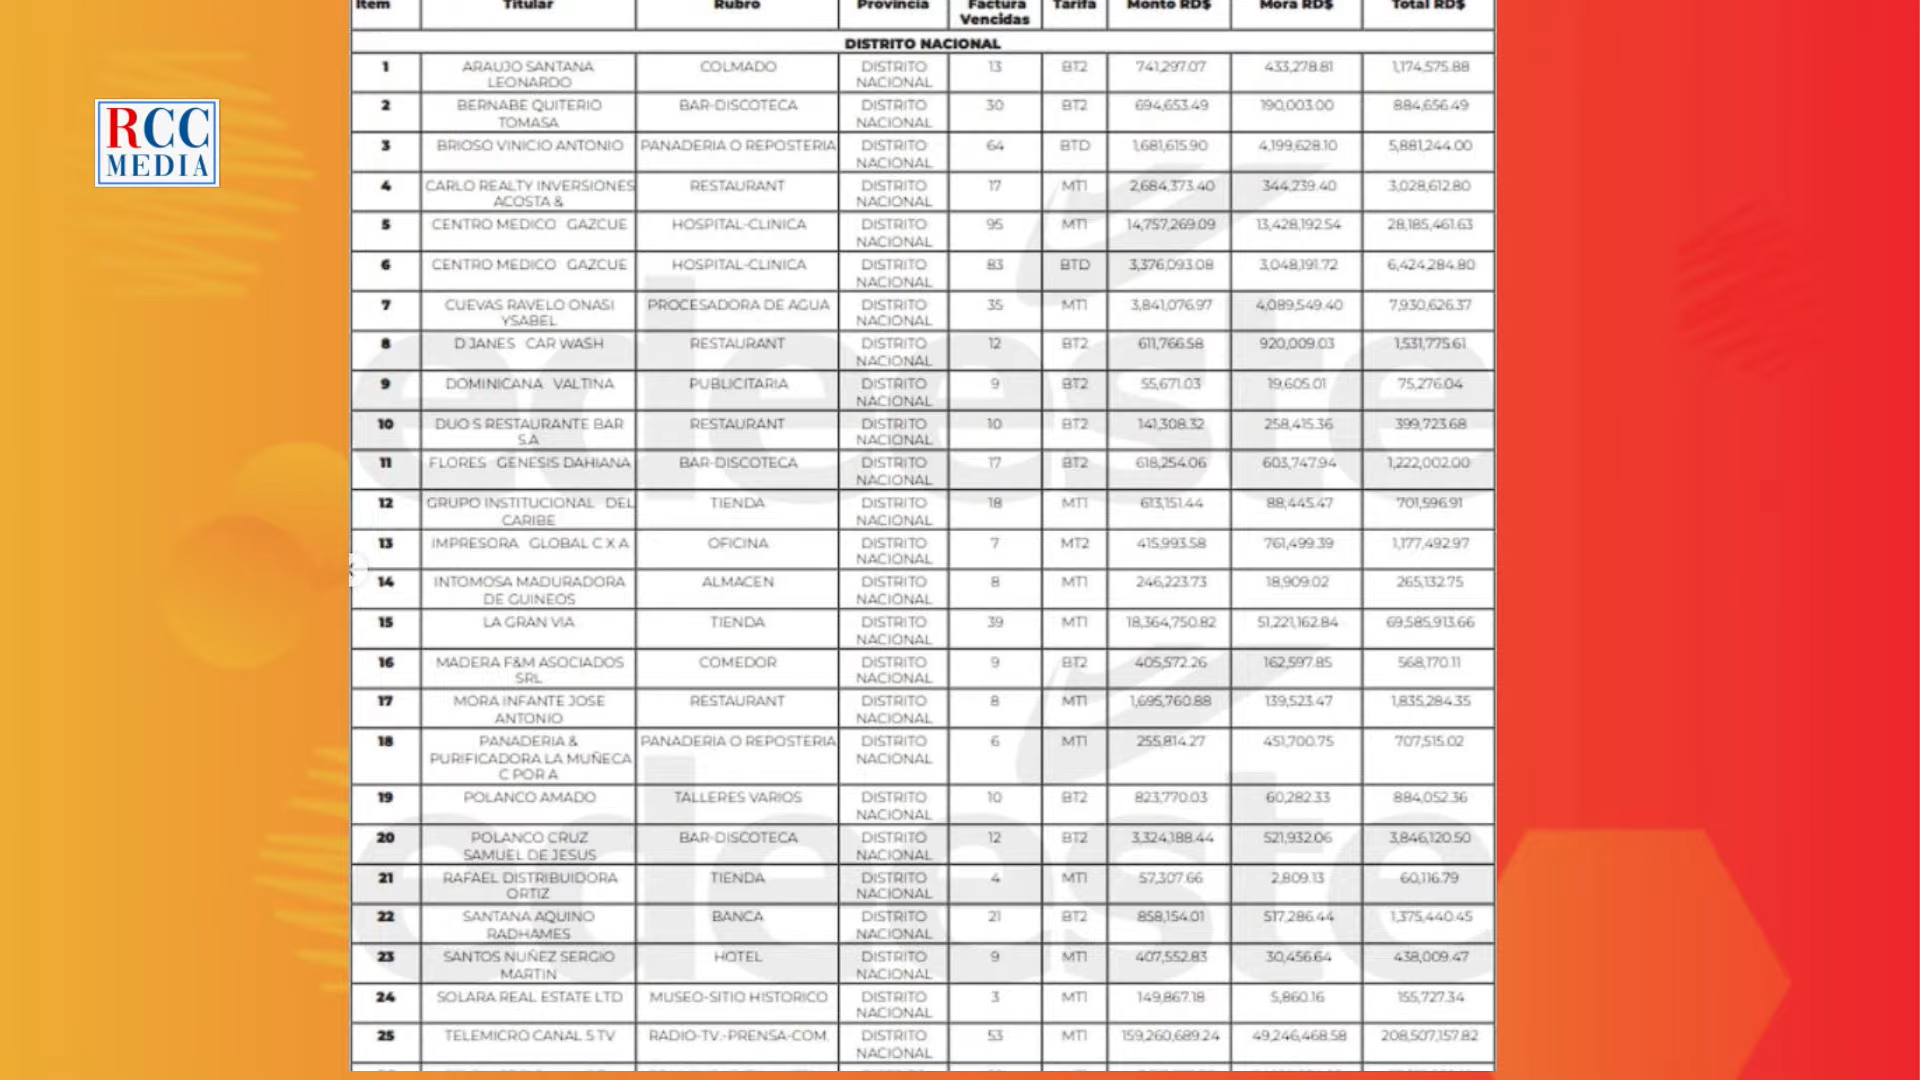 RCC
MEDIA
Item Titular Rubro Provincia Factura Vencidas Tarifa Monto RD$ Mora RD$ Total RD$
DISTRITO NACIONAL
1 ARAUJO SANTANA LEONARDO COLMADO DISTRITO NACIONAL 13 BT2 741,297.07 433,278.81 1,174,575.88
2 BERNABE QUITERIO TOMASA BAR-DISCOTECA DISTRITO NACIONAL 30 BT2 694,653.49 190,003.00 884,656.49
3 BRIOSO VINICIO ANTONIO PANADERIA O REPOSTERIA DISTRITO NACIONAL 64 BTD 1,681,615.90 4,199,628.10 5,881,244.00
4 CARLO REALTY INVERSIONES ACOSTA & RESTAURANT DISTRITO NACIONAL 17 MT1 2,684,373.40 344,239.40 3,028,612.80
5 CENTRO MEDICO GAZCUE HOSPITAL-CLINICA DISTRITO NACIONAL 95 MT1 14,757,269.09 13,428,192.54 28,185,461.63
6 CENTRO MEDICO GAZCUE HOSPITAL-CLINICA DISTRITO NACIONAL 83 BTD 3,376,093.08 3,048,191.72 6,424,284.80
7 CUEVAS RAVELO ONASI YSABEL PROCESADORA DE AGUA DISTRITO NACIONAL 35 MT1 3,841,076.97 4,089,549.40 7,930,626.37
8 D JANES CAR WASH RESTAURANT DISTRITO NACIONAL 12 BT2 611,766.58 920,009.03 1,531,775.61
9 DOMINICANA VALTINA PUBLICITARIA DISTRITO NACIONAL 9 BT2 55,671.03 19,605.01 75,276.04
10 DUO S RESTAURANTE BAR S.A RESTAURANT DISTRITO NACIONAL 10 BT2 141,308.32 258,415.36 399,723.68
11 FLORES GENESIS DAHIANA BAR-DISCOTECA DISTRITO NACIONAL 17 BT2 618,254.06 603,747.94 1,222,002.00
12 GRUPO INSTITUCIONAL DEL CARIBE TIENDA DISTRITO NACIONAL 18 MT1 613,151.44 88,445.47 701,596.91
13 IMPRESORA GLOBAL C X A OFICINA DISTRITO NACIONAL 7 MT2 415,993.58 761,499.39 1,177,492.97
14 INTOMOSA MADURADORA DE GUINEOS ALMACEN DISTRITO NACIONAL 8 MT1 246,223.73 18,909.02 265,132.75
15 LA GRAN VIA TIENDA DISTRITO NACIONAL 39 MT1 18,364,750.82 51,221,162.84 69,585,913.66
16 MADERA F&M ASOCIADOS SRL COMEDOR DISTRITO NACIONAL 9 BT2 405,572.26 162,597.85 568,170.11
17 MORA INFANTE JOSE ANTONIO RESTAURANT DISTRITO NACIONAL 8 MT1 1,695,760.88 139,523.47 1,835,284.35
18 PANADERIA & PURIFICADORA LA MUÑECA C POR A PANADERIA O REPOSTERIA DISTRITO NACIONAL 6 MT1 255,814.27 451,700.75 707,515.02
19 POLANCO AMADO TALLERES VARIOS DISTRITO NACIONAL 10 BT2 823,770.03 60,282.33 884,052.36
20 POLANCO CRUZ SAMUEL DE JESUS BAR-DISCOTECA DISTRITO NACIONAL 12 BT2 3,324,188.44 521,932.06 3,846,120.50
21 RAFAEL DISTRIBUIDORA ORTIZ TIENDA DISTRITO NACIONAL 4 MT1 57,307.66 2,809.13 60,116.79
22 SANTANA AQUINO RADHAMES BANCA DISTRITO NACIONAL 21 BT2 858,154.01 517,286.44 1,375,440.45
23 SANTOS NUÑEZ SERGIO MARTIN HOTEL DISTRITO NACIONAL 9 MT1 407,552.83 30,456.64 438,009.47
24 SOLARA REAL ESTATE LTD MUSEO-SITIO HISTORICO DISTRITO NACIONAL 3 MT1 149,867.18 5,860.16 155,727.34
25 TELEMICRO CANAL 5 TV RADIO-TV.-PRENSA-COM. DISTRITO NACIONAL 53 MT1 159,260,689.24 49,246,468.58 208,507,157.82
edeeste
edeeste